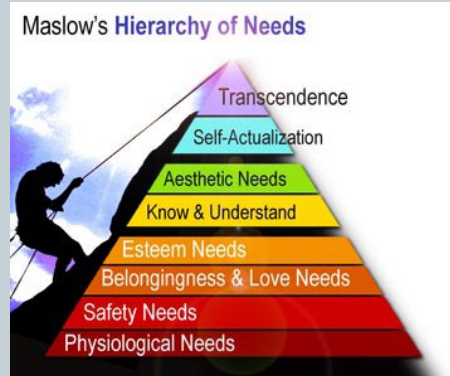 Maslow's Hierarchy of Needs
Transcendence
Self-Actualization
Aesthetic Needs
Know & Understand
Esteem Needs
Belongingness & Love Needs
Safety Needs
Physiological Needs